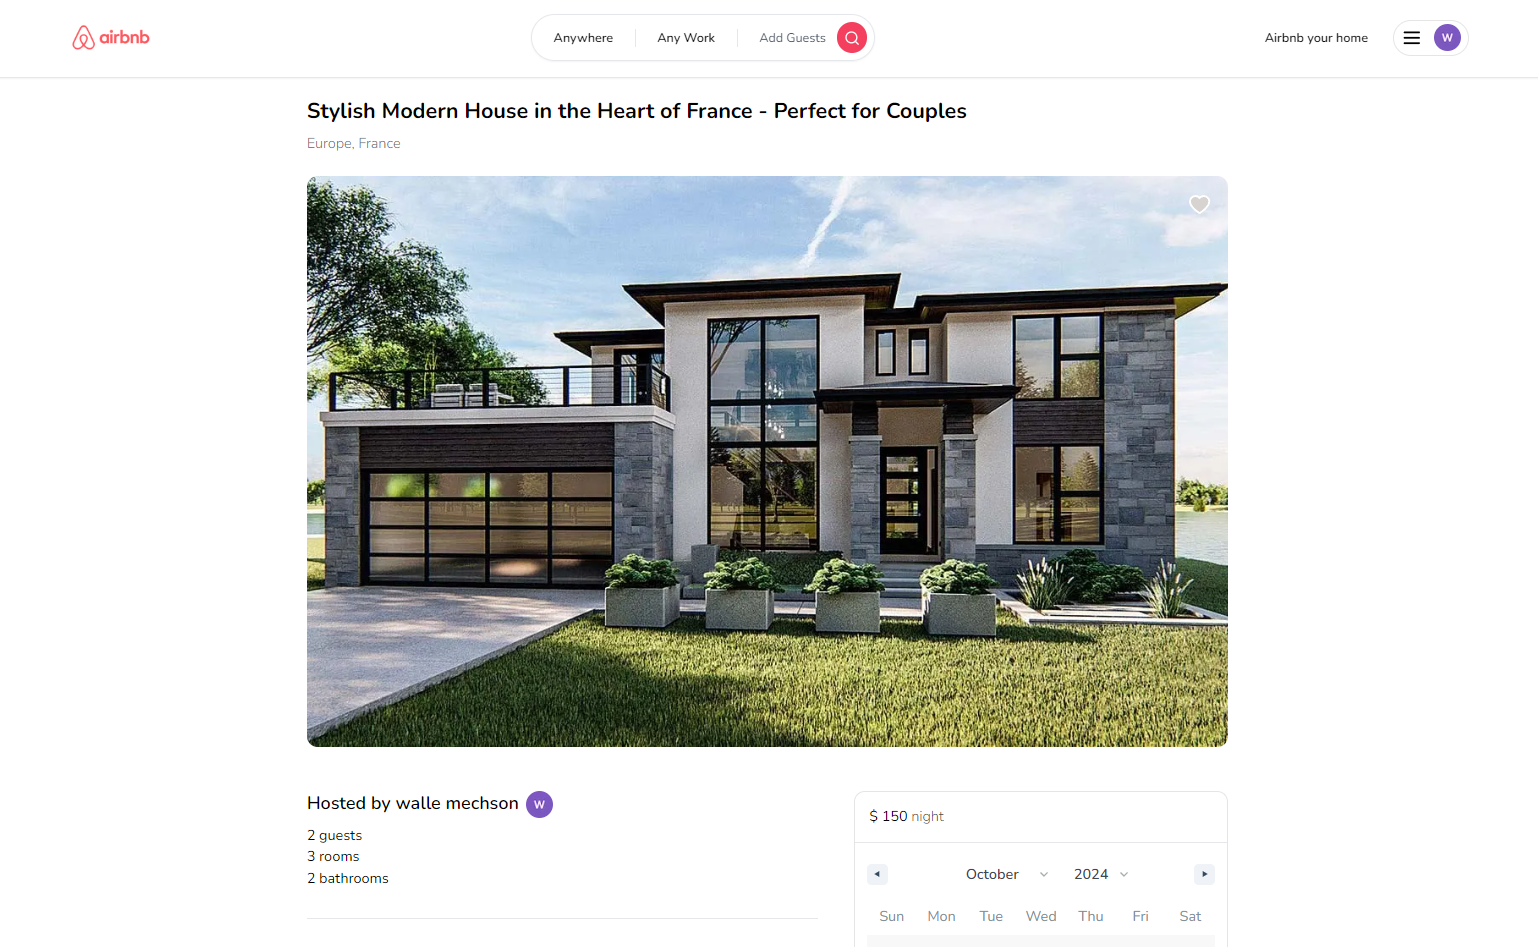 airbnb
Anywhere
Any Work
Add Guests
Airbnb your home
W
Stylish Modern House in the Heart of France - Perfect for Couples
Europe, France
Hosted by walle mechson
W
2 guests
3 rooms
2 bathrooms
$ 150 night
October 2024
Sun Mon Tue Wed Thu Fri Sat